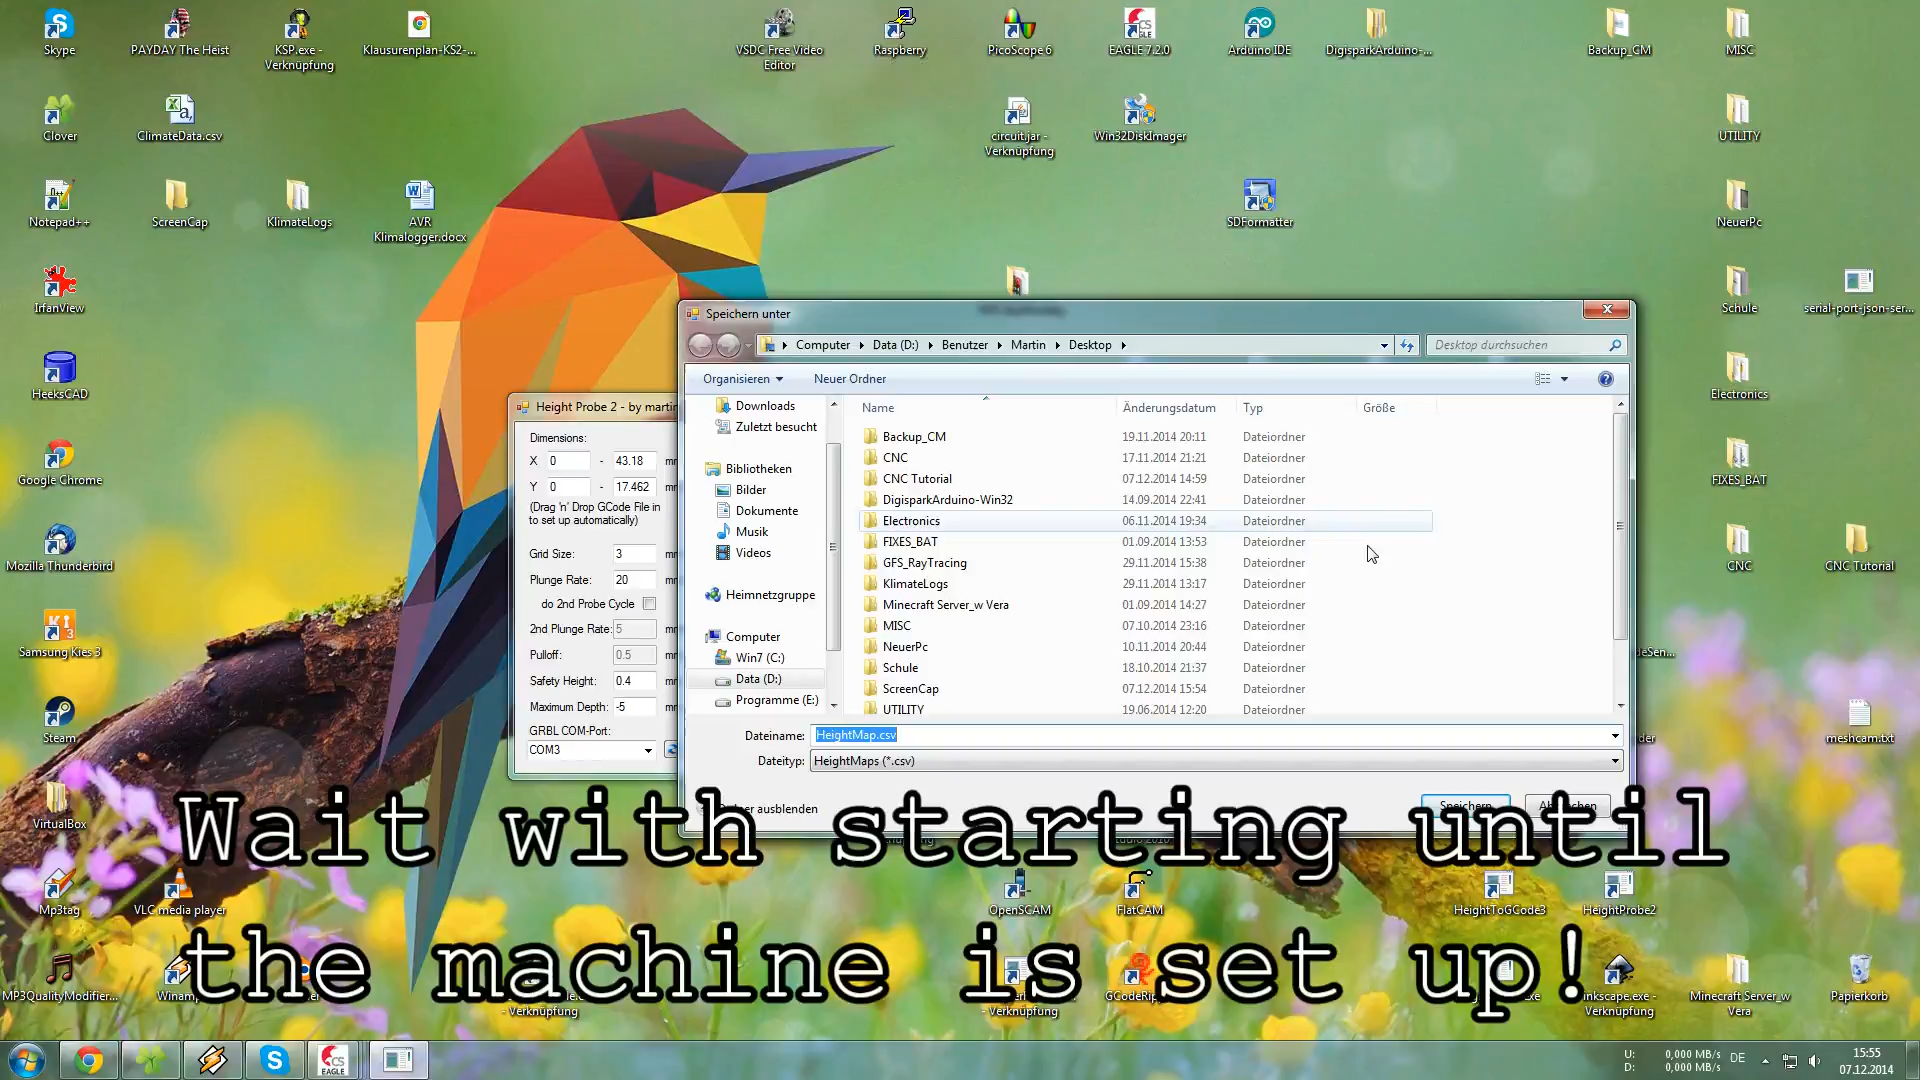 Skype
PAYDAY The Heist
KSP.exe -
Verknüpfung
Klausurenplan-KS2-...
VSDC Free Video
Editor
Raspberry
PicoScope 6
EAGLE 7.2.0
Arduino IDE
DigisparkArduino-...
Backup_CM
MISC
Clover
ClimateData.csv
circuit.jar -
Verknüpfung
Win32DiskImager
UTILITY
Notepad++
ScreenCap
KlimateLogs
AVR
Klimalogger.docx
SDFormatter
NeuerPc
IrfanView
Schule
serial-port-json-ser...
HeeksCAD
Electronics
Google Chrome
FIXES_BAT
Mozilla Thunderbird
CNC
CNC Tutorial
Samsung Kies 3
Steam
meshcam.txt
VirtualBox
Height Probe 2 - by martin
Dimensions:
X 0 - 43.18
Y 0 - 17.462
(Drag 'n' Drop GCode File in
to set up automatically)
Grid Size: 3
Plunge Rate: 20
do 2nd Probe Cycle
2nd Plunge Rate: 5
Pulloff: 0.5
Safety Height: 0.4
Maximum Depth: -5
GRBL COM-Port:
COM3
Speichern unter
Computer Data (D:) Benutzer Martin Desktop
Desktop durchsuchen
Organisieren Neuer Ordner
Downloads
Zuletzt besucht
Bibliotheken
Bilder
Dokumente
Musik
Videos
Heimnetzgruppe
Computer
Win7 (C:)
Data (D:)
Programme (E:)
Name Änderungsdatum Typ Größe
Backup_CM 19.11.2014 20:11 Dateiordner
CNC 17.11.2014 21:21 Dateiordner
CNC Tutorial 07.12.2014 14:59 Dateiordner
DigisparkArduino-Win32 14.09.2014 22:41 Dateiordner
Electronics 06.11.2014 19:34 Dateiordner
FIXES_BAT 01.09.2014 13:53 Dateiordner
GFS_RayTracing 29.11.2014 15:38 Dateiordner
KlimateLogs 29.11.2014 13:17 Dateiordner
Minecraft Server_w Vera 01.09.2014 14:27 Dateiordner
MISC 07.10.2014 23:16 Dateiordner
NeuerPc 10.11.2014 20:44 Dateiordner
Schule 18.10.2014 21:37 Dateiordner
ScreenCap 07.12.2014 15:54 Dateiordner
UTILITY 19.06.2014 12:20 Dateiordner
Dateiname: HeightMap.csv
Dateityp: HeightMaps (*.csv)
ausblenden
Speichern
Wait with starting until
the machine is set up!
Mp3tag
VLC media player
OpenSCAM
FlatCAM
HeightToGCode3
HeightProbe2
MP3QualityModifier...
- Verknüpfung
- Verknüpfung
Verknüpfung
Minecraft Server_w
Vera
Papierkorb
CS
EAGLE
U: 0,000 MB/s
D: 0,000 MB/s
DE
15:55
07.12.2014